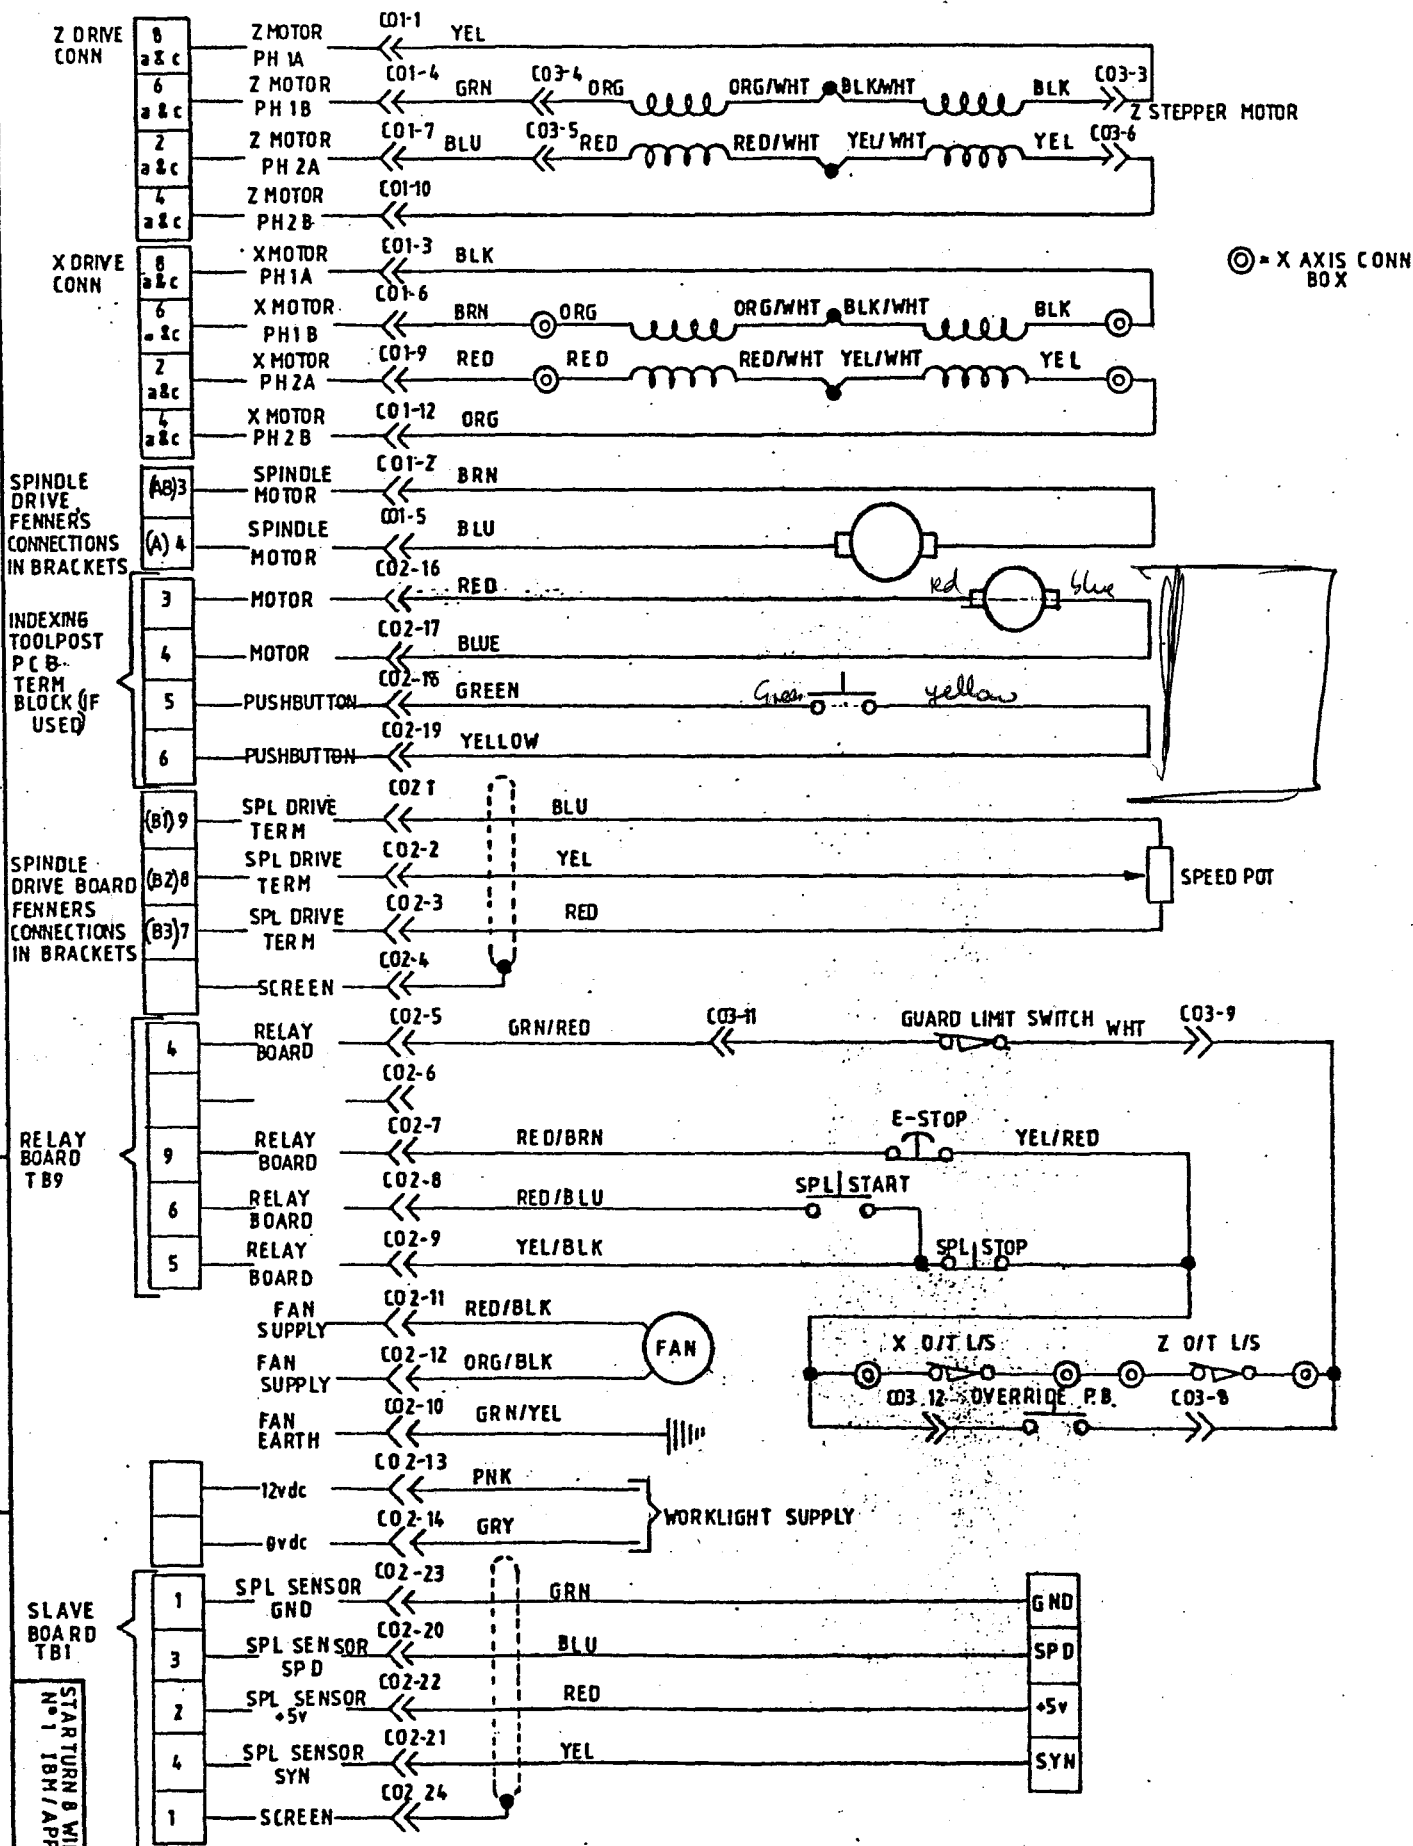 Z DRIVE CONN
8 a&c Z MOTOR PH 1A C01-1 YEL
6 a&c Z MOTOR PH 1B C01-4 GRN C03-4 ORG ORG/WHT BLK/WHT BLK C03-3
Z STEPPER MOTOR
2 a&c Z MOTOR PH 2A C01-7 BLU C03-5 RED RED/WHT YEL/WHT YEL C03-6
4 a&c Z MOTOR PH2B C01-10
X DRIVE CONN
8 a&c X MOTOR PH1A C01-3 BLK
◎ = X AXIS CONN BOX
6 &c X MOTOR PH1B C01-6 BRN ORG ORG/WHT BLK/WHT BLK
2 a&c X MOTOR PH2A C01-9 RED RED RED/WHT YEL/WHT YEL
4 a&c X MOTOR PH2B C01-12 ORG
SPINDLE DRIVE, FENNER'S CONNECTIONS IN BRACKETS
(AB)3 SPINDLE MOTOR C01-2 BRN
(A)4 SPINDLE MOTOR C01-5 BLU
INDEXING TOOLPOST PCB TERM BLOCK (IF USED)
3 MOTOR C02-16 RED red blue
4 MOTOR C02-17 BLUE
5 PUSHBUTTON C02-18 GREEN Green yellow
6 PUSHBUTTON C02-19 YELLOW
SPINDLE DRIVE BOARD FENNERS CONNECTIONS IN BRACKETS
(B1)9 SPL DRIVE TERM C02 1 BLU
(B2)8 SPL DRIVE TERM C02-2 YEL SPEED POT
(B3)7 SPL DRIVE TERM C02-3 RED
SCREEN C02-4
RELAY BOARD TB9
4 RELAY BOARD C02-5 GRN/RED C03-11 GUARD LIMIT SWITCH WHT C03-9
C02-6
9 RELAY BOARD C02-7 RED/BRN E-STOP YEL/RED
6 RELAY BOARD C02-8 RED/BLU SPL START
5 RELAY BOARD C02-9 YEL/BLK SPL STOP
FAN SUPPLY C02-11 RED/BLK FAN
FAN SUPPLY C02-12 ORG/BLK
X O/T L/S Z O/T L/S
C03 12 OVERRIDE P.B. C03-8
FAN EARTH C02-10 GRN/YEL
12vdc C02-13 PNK
WORKLIGHT SUPPLY
0vdc C02-14 GRY
SLAVE BOARD TB1
1 SPL SENSOR GND C02-23 GRN GND
3 SPL SENSOR SPD C02-20 BLU SPD
2 SPL SENSOR +5v C02-22 RED +5v
4 SPL SENSOR SYN C02-21 YEL SYN
1 SCREEN C02 24
STARTURN 8
Nº 1 IBM/